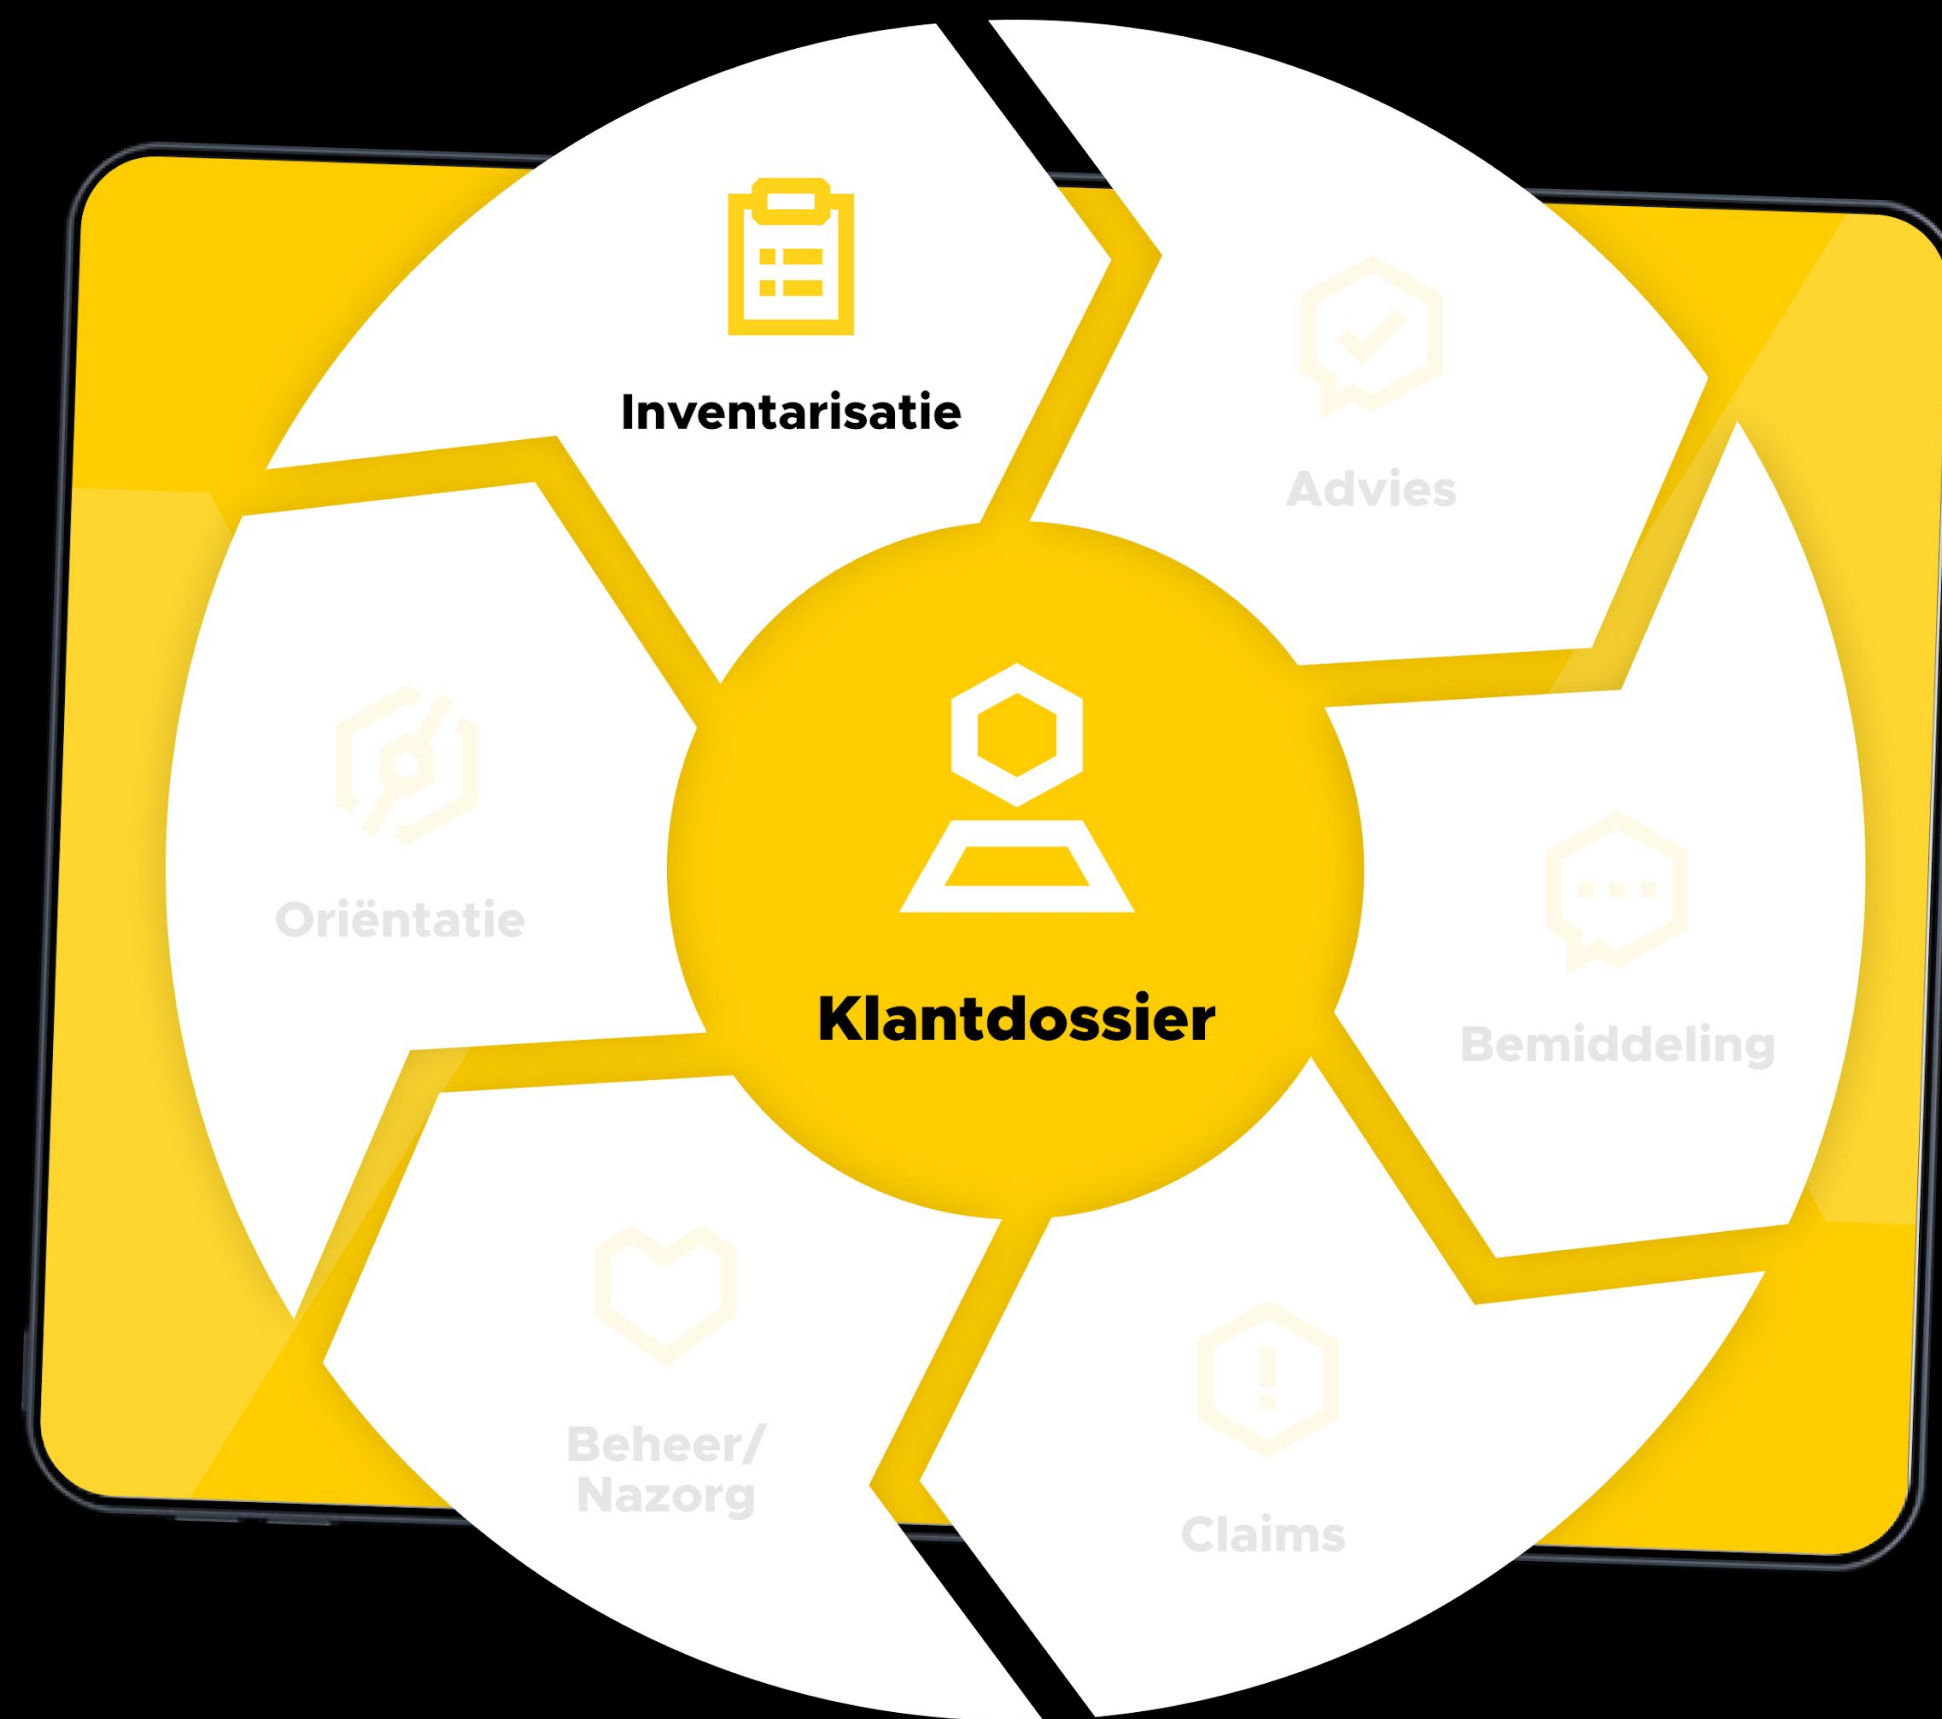 Inventarisatie
Advies
Oriëntatie
Klantdossier
Bemiddeling
Beheer/
Nazorg
Claims